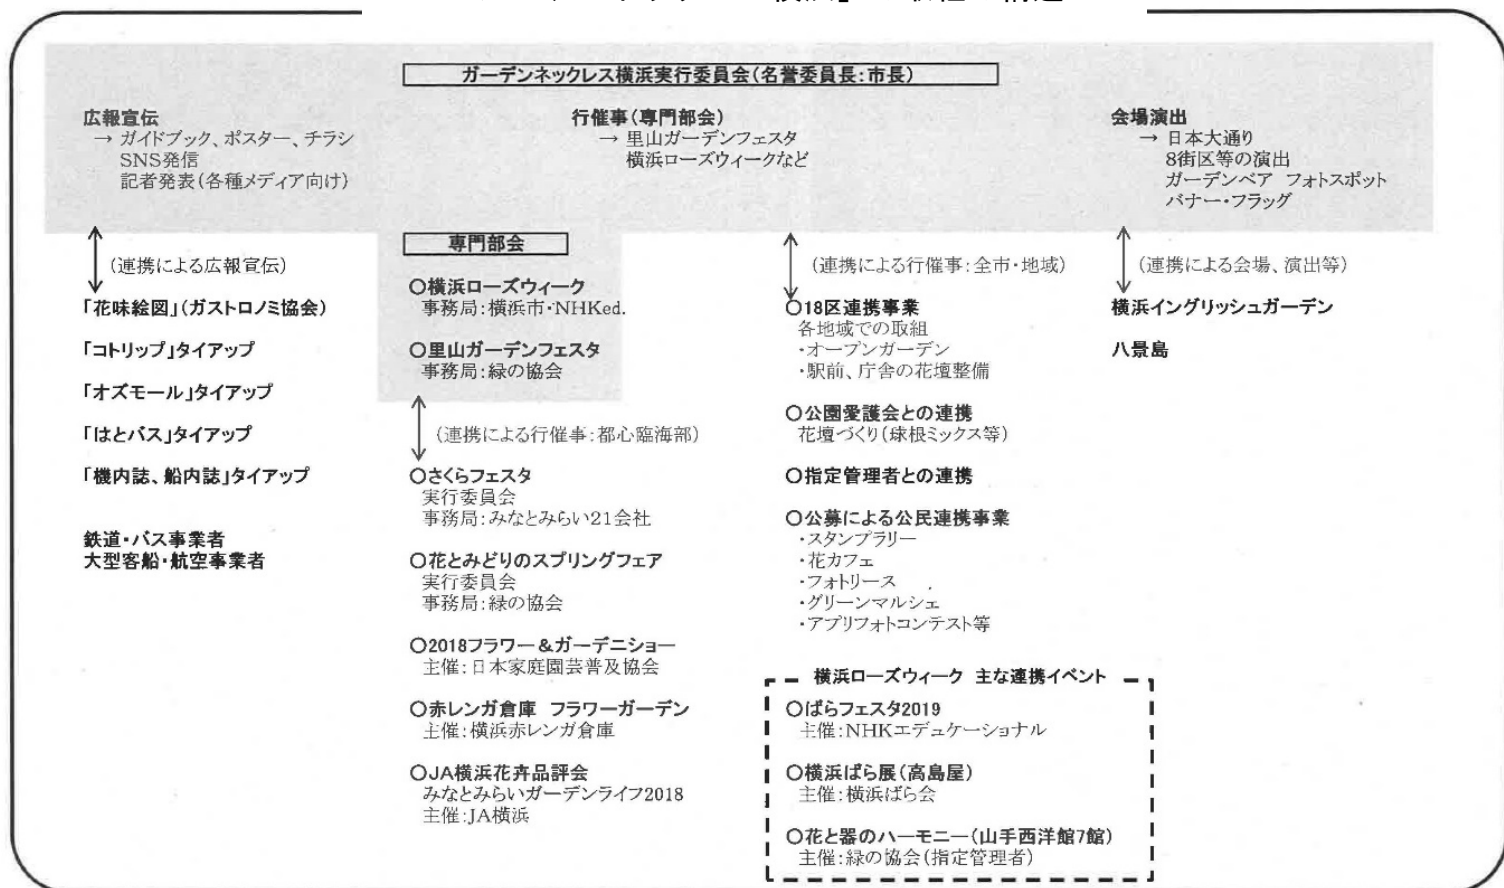 横浜
ガーデンネックレス横浜実行委員会(名誉委員長:市長)
広報宣伝
→ ガイドブック、ポスター、チラシ
SNS発信
記者発表(各種メディア向け)
行催事(専門部会)
→ 里山ガーデンフェスタ
横浜ローズウィークなど
会場演出
→ 日本大通り
8街区等の演出
ガーデンベア フォトスポット
バナー・フラッグ
(連携による広報宣伝)
「花味絵図」(ガストロノミ協会)
「コトリップ」タイアップ
「オズモール」タイアップ
「はとバス」タイアップ
「機内誌、船内誌」タイアップ
鉄道・バス事業者
大型客船・航空事業者
専門部会
○横浜ローズウィーク
事務局:横浜市・NHKed.
○里山ガーデンフェスタ
事務局:緑の協会
(連携による行催事:都心臨海部)
○さくらフェスタ
実行委員会
事務局:みなとみらい21会社
○花とみどりのスプリングフェア
実行委員会
事務局:緑の協会
○2018フラワー&ガーデニショー
主催:日本家庭園芸普及協会
○赤レンガ倉庫 フラワーガーデン
主催:横浜赤レンガ倉庫
○JA横浜花卉品評会
みなとみらいガーデンライフ2018
主催:JA横浜
(連携による行催事:全市・地域)
○18区連携事業
各地域での取組
・オープンガーデン
・駅前、庁舎の花壇整備
○公園愛護会との連携
花壇づくり(球根ミックス等)
○指定管理者との連携
○公募による公民連携事業
・スタンプラリー
・花カフェ
・フォトリース
・グリーンマルシェ
・アプリフォトコンテスト等
横浜ローズウィーク 主な連携イベント
○ばらフェスタ2019
主催:NHKエデュケーショナル
○横浜ばら展(高島屋)
主催:横浜ばら会
○花と器のハーモニー(山手西洋館7館)
主催:緑の協会(指定管理者)
(連携による会場、演出等)
横浜イングリッシュガーデン
八景島